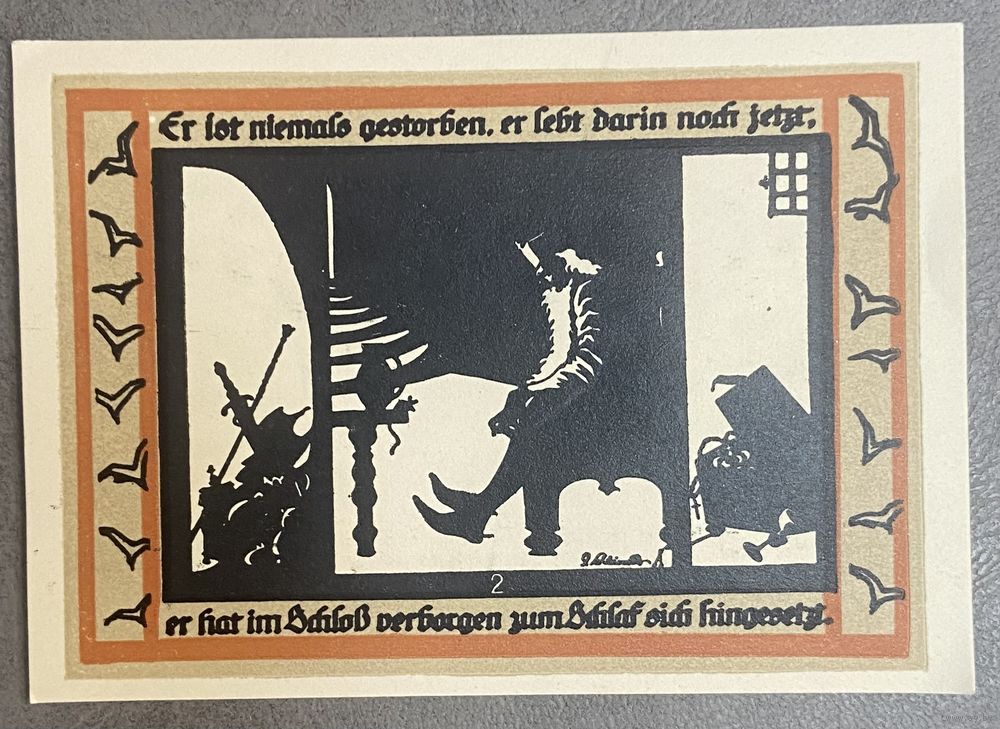 Er ist niemals gestorben, er lebt darin noch jetzt,
2
er hat im Schloß verborgen zum Schlaf sich hingesetzt.